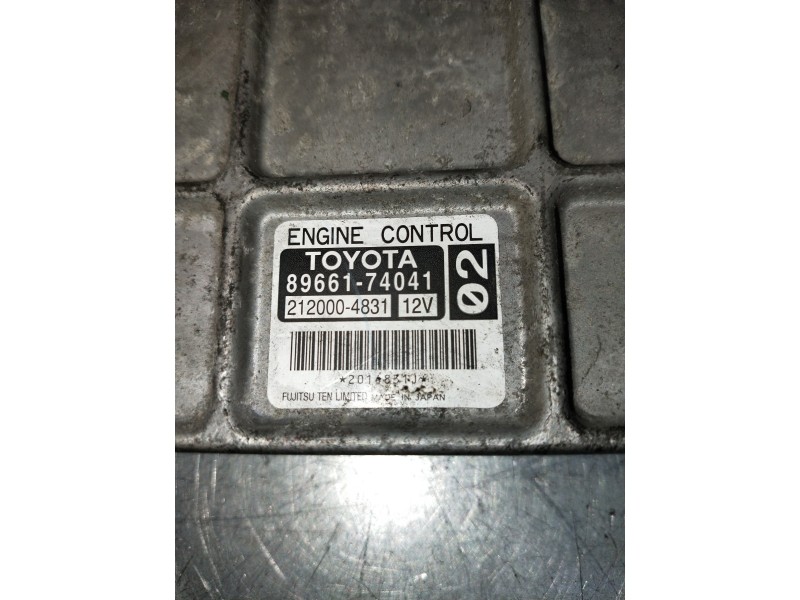 ENGINE CONTROL
TOYOTA
89661-74041
02
212000-4831 12V
FUJITSU TEN LIMITED MADE IN JAPAN